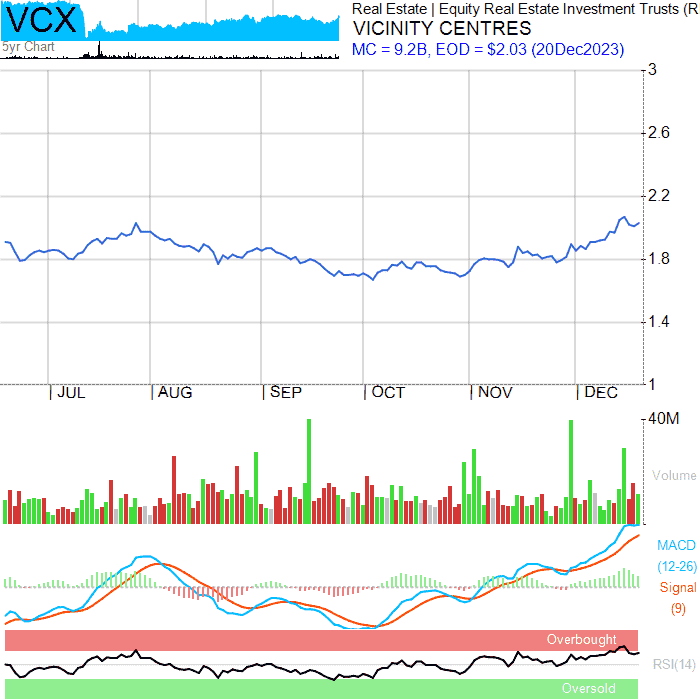 VCX
5yr Chart
Real Estate | Equity Real Estate Investment Trusts (R
VICINITY CENTRES
MC = 9.2B, EOD = $2.03 (20Dec2023)
3
2.6
2.2
1.8
1.4
1
JUL AUG SEP OCT NOV DEC
40M
Volume
MACD
(12-26)
Signal
(9)
Overbought
RSI(14)
Oversold